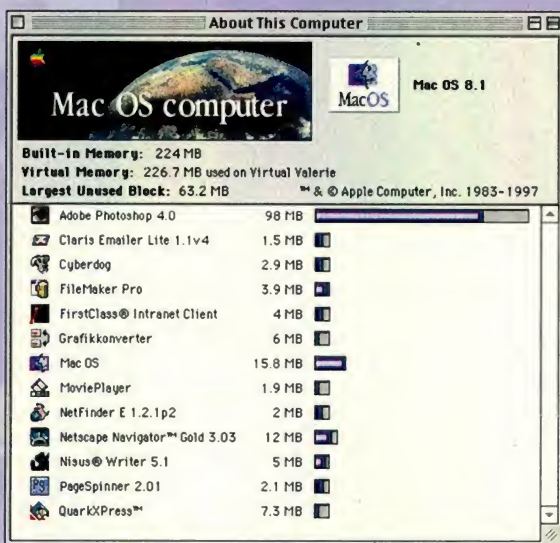 About This Computer
Mac OS computer
MacOS
Mac OS 8.1
Built-in Memory: 224 MB
Virtual Memory: 226.7 MB used on Virtual Valerie
Largest Unused Block: 63.2 MB
™ & © Apple Computer, Inc. 1983-1997
Adobe Photoshop 4.0 98 MB
Claris Emailer Lite 1.1v4 1.5 MB
Cyberdog 2.9 MB
FileMaker Pro 3.9 MB
FirstClass® Intranet Client 4 MB
Grafikkonverter 6 MB
Mac OS 15.8 MB
MoviePlayer 1.9 MB
NetFinder E 1.2.1p2 2 MB
Netscape Navigator™ Gold 3.03 12 MB
Nisus® Writer 5.1 5 MB
PS PageSpinner 2.01 2.1 MB
QuarkXPress™ 7.3 MB